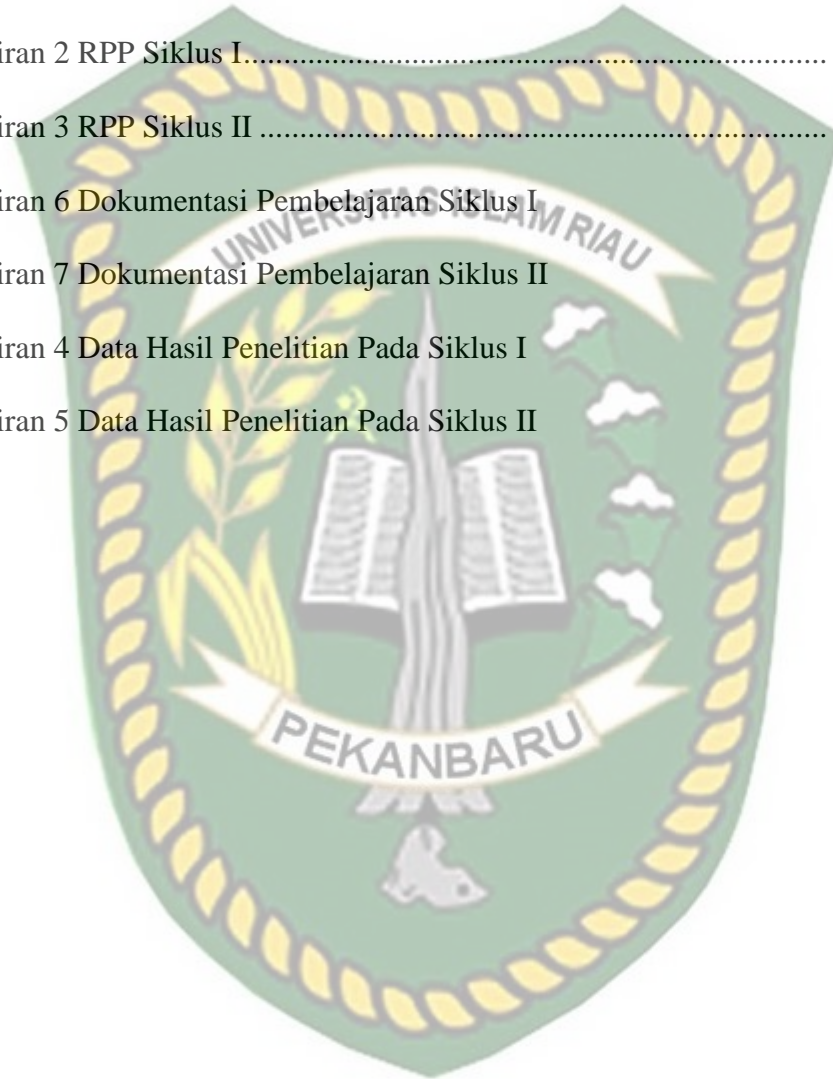 iran 2 RPP Siklus I........................................................................
iran 3 RPP Siklus II ......................................................................
iran 6 Dokumentasi Pembelajaran Siklus I
UNIVERSITAS ISLAM RIAU
iran 7 Dokumentasi Pembelajaran Siklus II
iran 4 Data Hasil Penelitian Pada Siklus I
iran 5 Data Hasil Penelitian Pada Siklus II
PEKANBARU